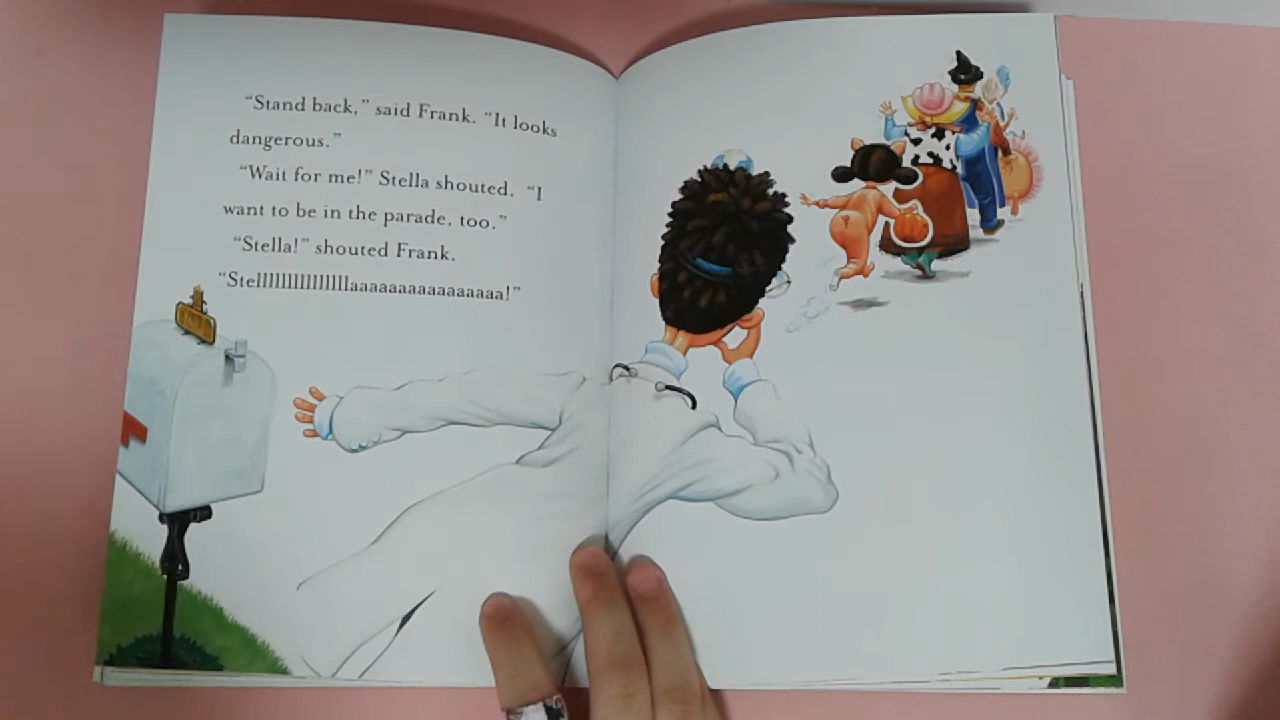 “Stand back,” said Frank. “It looks
dangerous.”
“Wait for me!” Stella shouted. “I
want to be in the parade, too.”
“Stella!” shouted Frank.
“Stelllllllllllllllaaaaaaaaaaaaaaaa!”